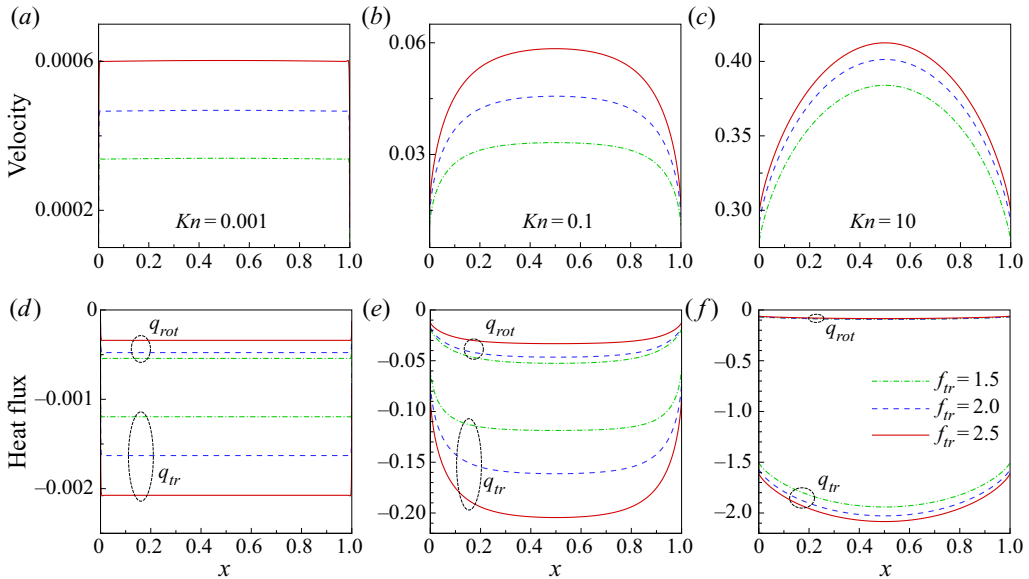 (a) (b) (c)
0.0006 0.06 0.40
Velocity
0.35
0.03
0.0002 0.30
Kn = 0.001 Kn = 0.1 Kn = 10
0 0.2 0.4 0.6 0.8 1.0 0 0.2 0.4 0.6 0.8 1.0 0 0.2 0.4 0.6 0.8 1.0
(d) (e) (f)
0 0 0
q_rot q_rot q_rot
−0.05 −0.5
−0.001 −0.10 −1.0
Heat flux
f_tr = 1.5
f_tr = 2.0
f_tr = 2.5
−0.15 −1.5
q_tr q_tr q_tr
−0.002 −0.20 −2.0
0 0.2 0.4 0.6 0.8 1.0 0 0.2 0.4 0.6 0.8 1.0 0 0.2 0.4 0.6 0.8 1.0
x x x